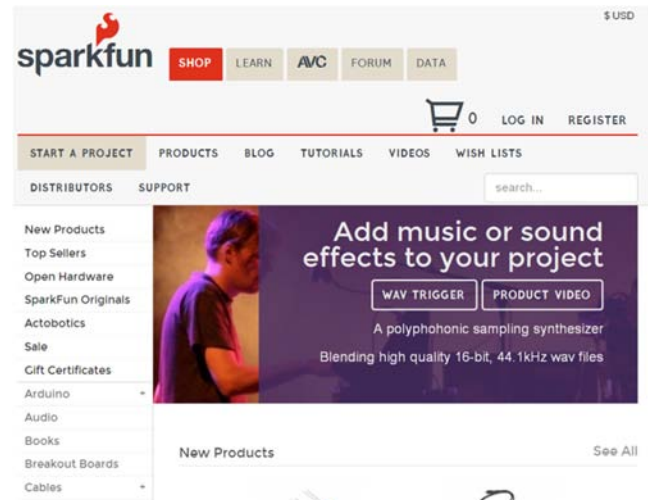 $ USD
sparkfun
SHOP LEARN AVC FORUM DATA
0 LOG IN REGISTER
START A PROJECT PRODUCTS BLOG TUTORIALS VIDEOS WISH LISTS
DISTRIBUTORS SUPPORT search...
New Products
Top Sellers
Open Hardware
SparkFun Originals
Actobotics
Sale
Gift Certificates
Arduino +
Audio
Books
Breakout Boards
Cables +
Add music or sound
effects to your project
WAV TRIGGER PRODUCT VIDEO
A polyphohonic sampling synthesizer
Blending high quality 16-bit, 44.1kHz wav files
New Products See All